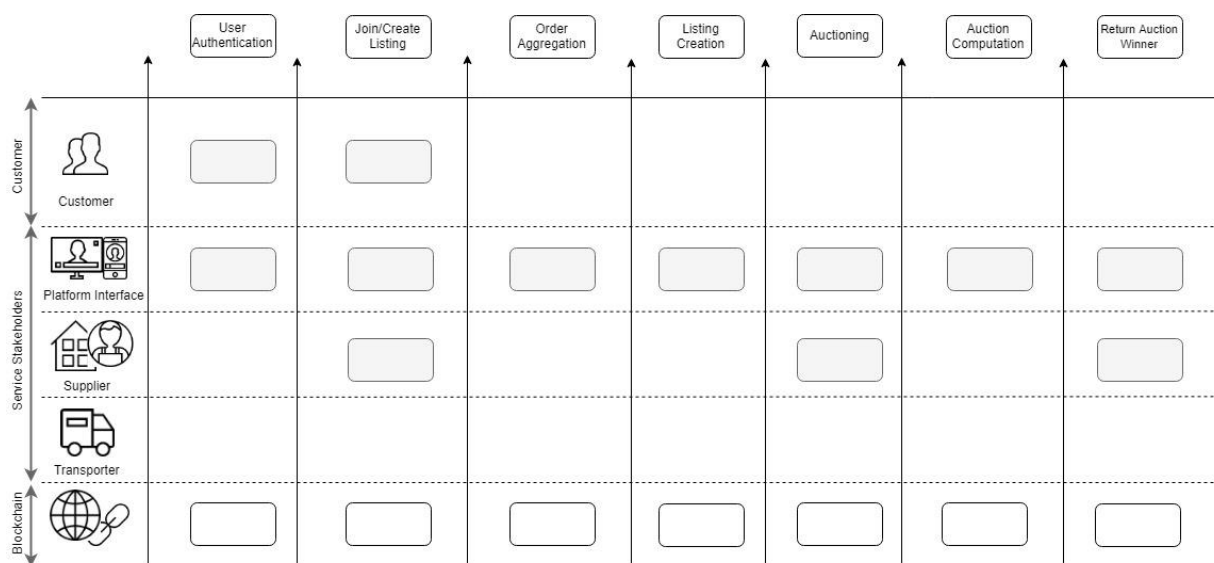 User
Authentication
Join/Create
Listing
Order
Aggregation
Listing
Creation
Auctioning
Auction
Computation
Return Auction
Winner
Customer
Customer
Service Stakeholders
Platform Interface
Supplier
Transporter
Blockchain